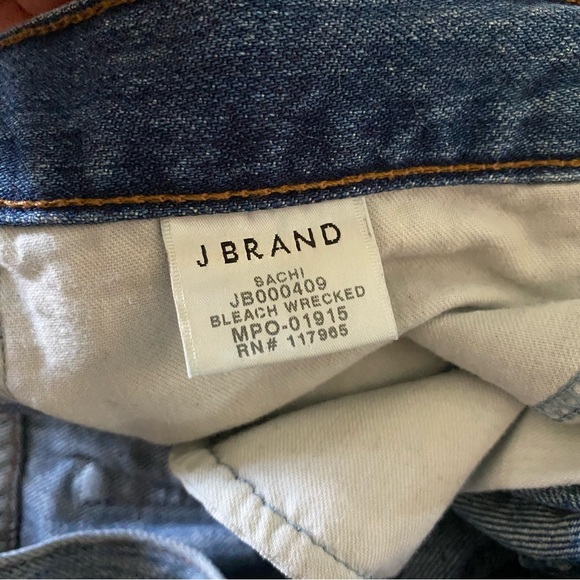 J BRAND
SACHI
JB000409
BLEACH WRECKED
MPO-01915
RN# 117965